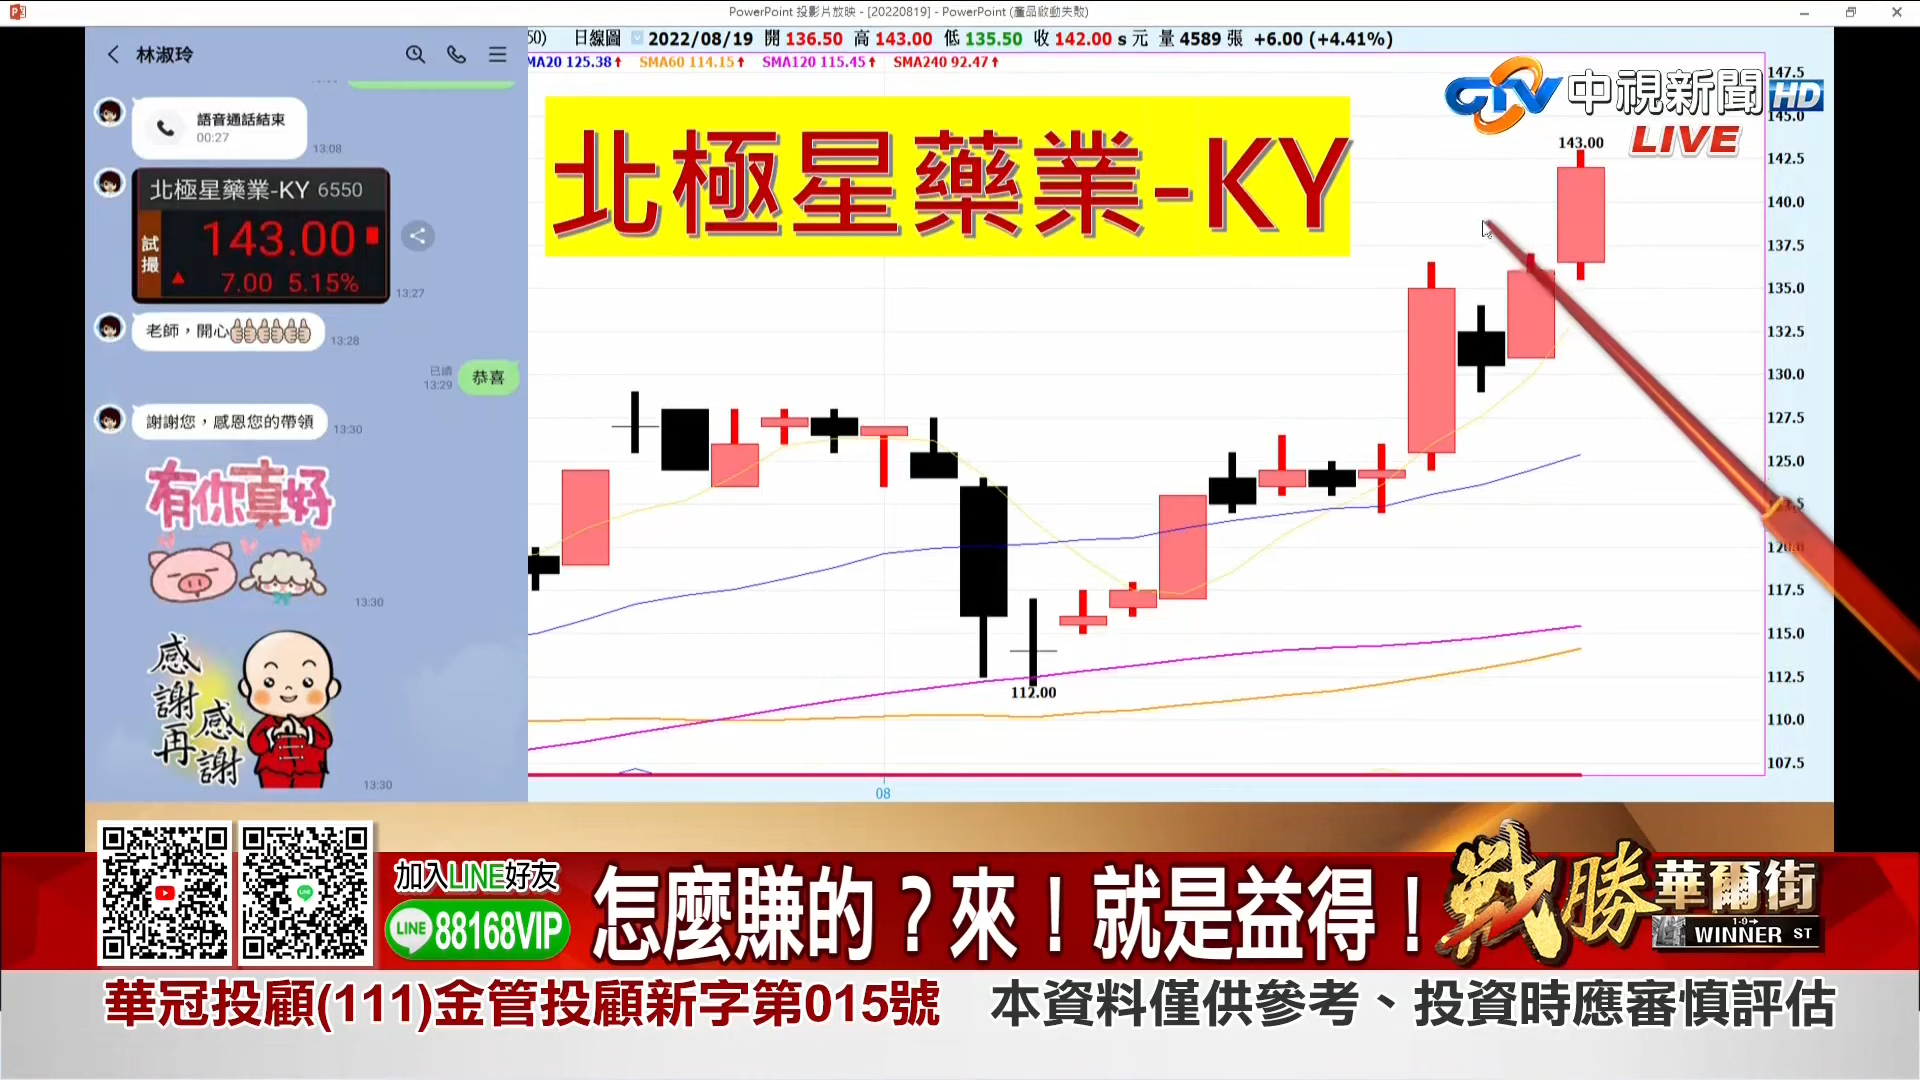 PowerPoint 投影片放映 - [20220819] - PowerPoint (產品啟動失敗)
林淑玲
語音通話結束
00:27
13:08
北極星藥業-KY 6550
試撮
143.00
7.00 5.15%
13:27
老師，開心
13:28
已讀
13:29
恭喜
謝謝您，感恩您的帶領
13:30
有你真好
13:30
感謝再感謝
13:30
50) 日線圖 2022/08/19 開 136.50 高 143.00 低 135.50 收 142.00 s 元 量 4589 張 +6.00 (+4.41%)
MA20 125.38 SMA60 114.15 SMA120 115.45 SMA240 92.47
北極星藥業-KY
CTV 中視新聞 HD
LIVE
143.00
112.00
147.5
145.0
142.5
140.0
137.5
135.0
132.5
130.0
127.5
125.0
120.0
117.5
115.0
112.5
110.0
107.5
08
加入LINE好友
LINE 88168VIP
怎麼賺的？來！就是益得！
戰勝華爾街
WINNER ST
華冠投顧(111)金管投顧新字第015號 本資料僅供參考、投資時應審慎評估